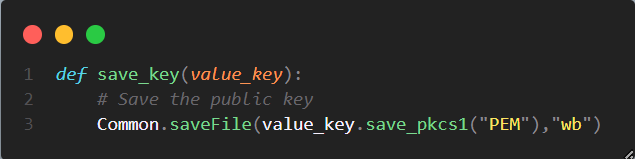 1 def save_key(value_key):
2     # Save the public key
3     Common.saveFile(value_key.save_pkcs1("PEM"),"wb")